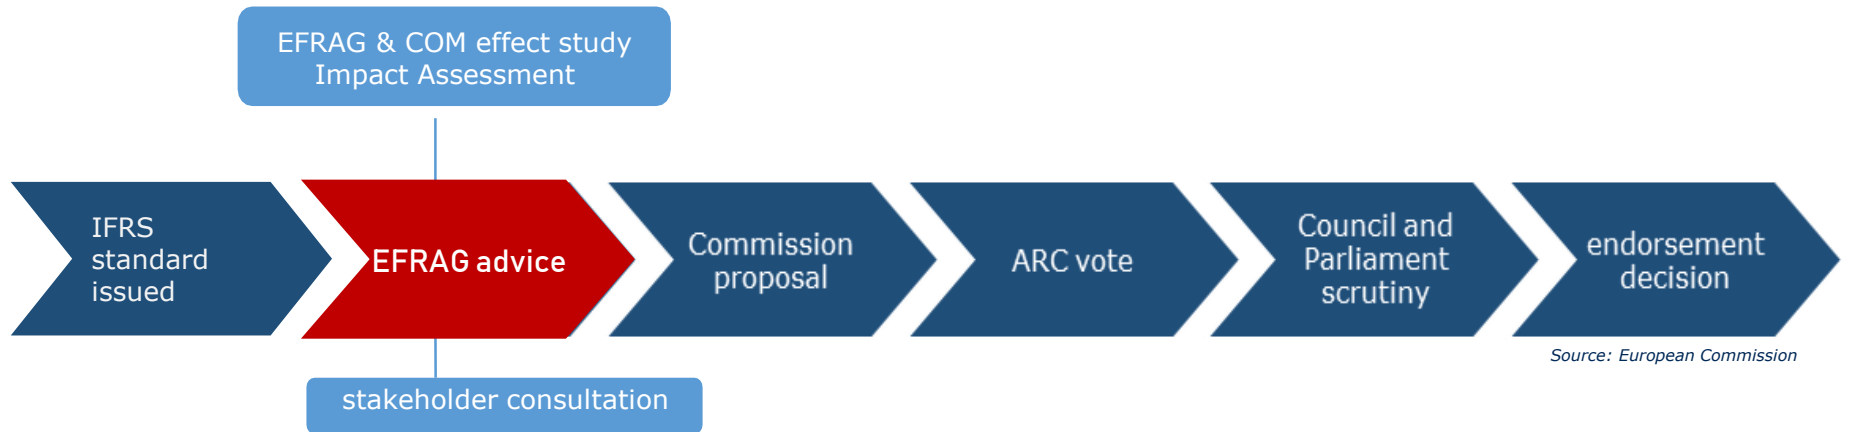 EFRAG & COM effect study
Impact Assessment
IFRS
standard
issued
EFRAG advice
Commission
proposal
ARC vote
Council and
Parliament
scrutiny
endorsement
decision
Source: European Commission
stakeholder consultation